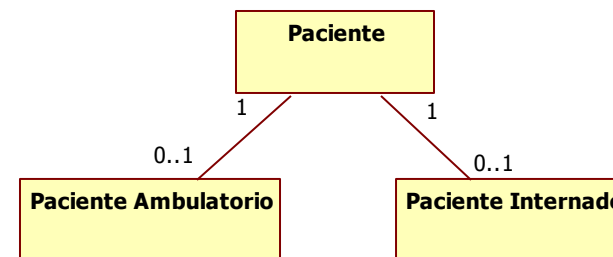 Paciente
1
1
0..1
0..1
Paciente Ambulatorio
Paciente Internado